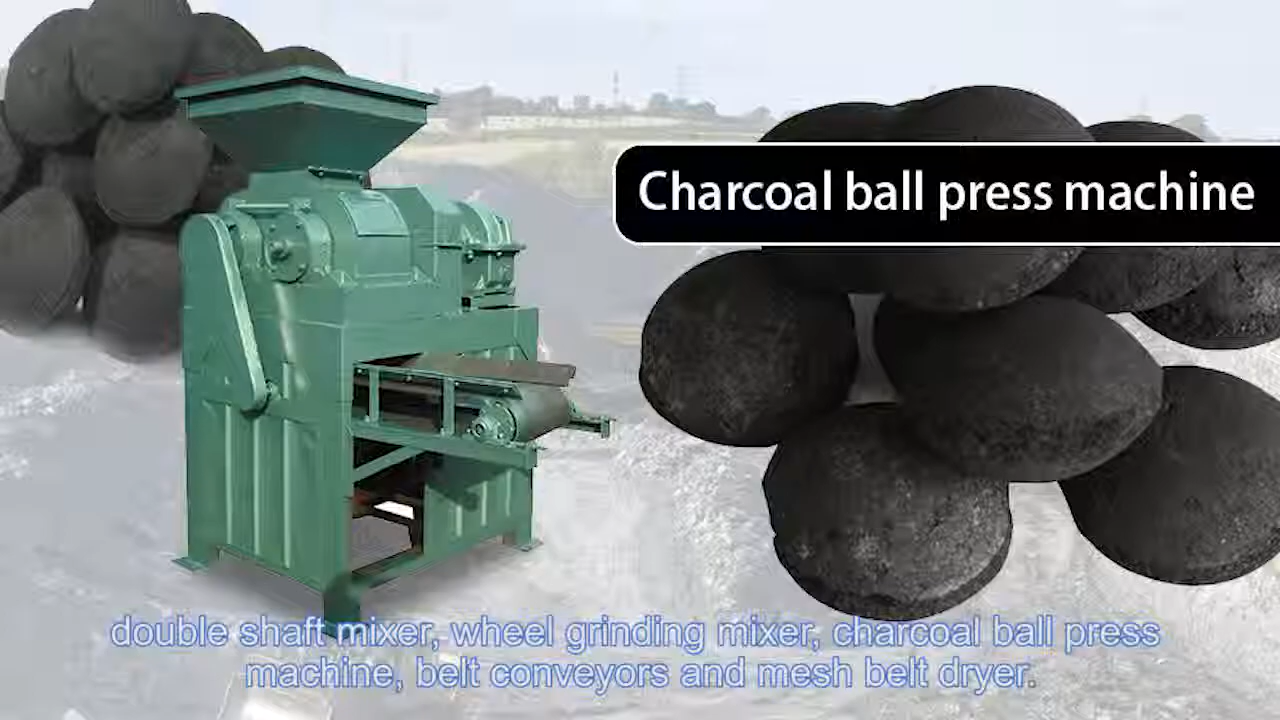 Charcoal ball press machine
double shaft mixer, wheel grinding mixer, charcoal ball press
machine, belt conveyors and mesh belt dryer.